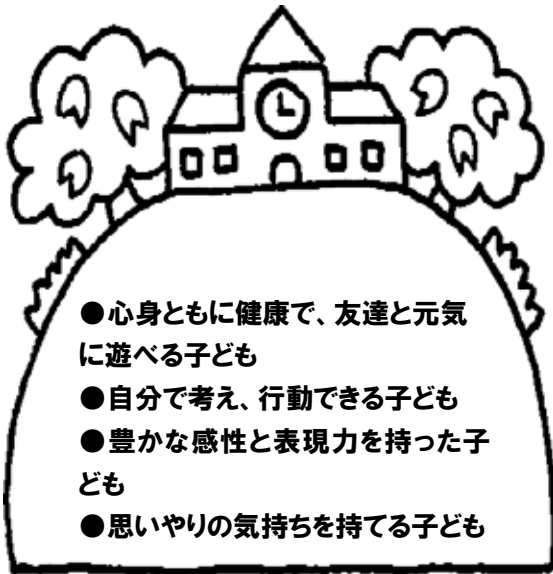 ●心身ともに健康で、友達と元気
に遊べる子ども
●自分で考え、行動できる子ども
●豊かな感性と表現力を持った子
ども
●思いやりの気持ちを持てる子ども